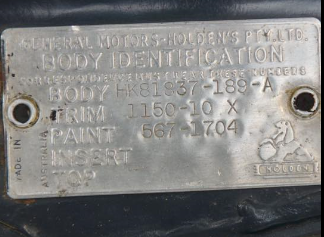 GENERAL MOTORS-HOLDEN'S PTY. LTD.
BODY IDENTIFICATION
BODY HK81837-189-A
TRIM 1150-10 X
PAINT 567-1704
INSERT
TOP
MADE IN
AUSTRALIA
HOLDEN